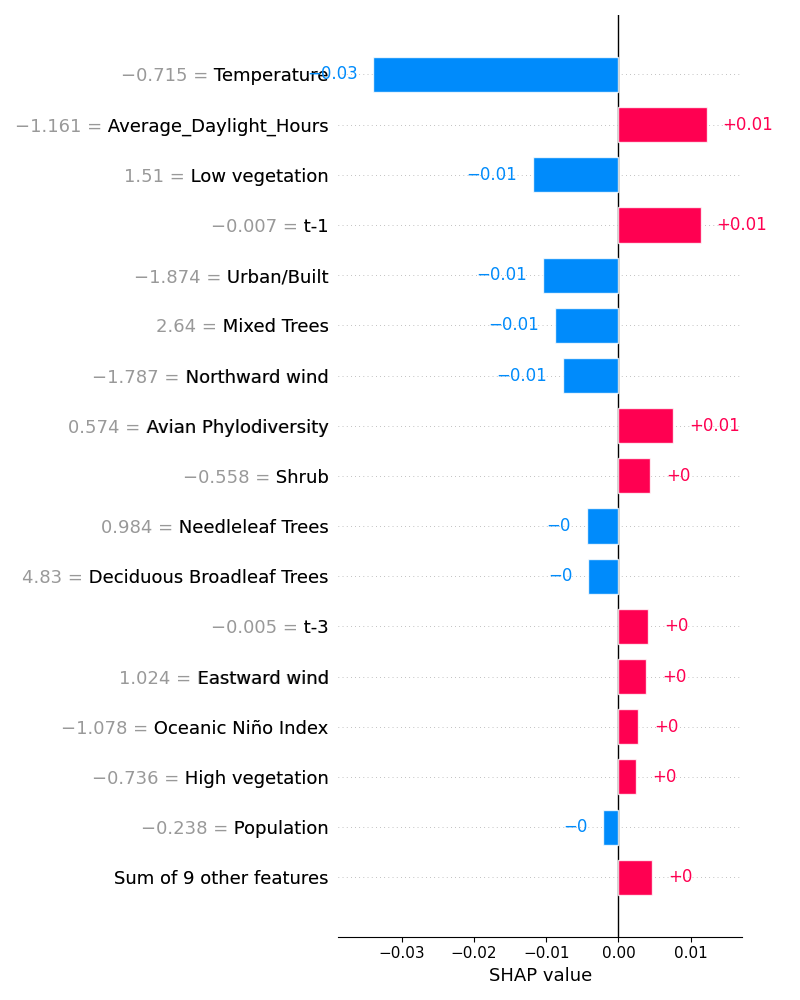 −0.715 = Temperature −0.03
−1.161 = Average_Daylight_Hours +0.01
1.51 = Low vegetation −0.01
−0.007 = t-1 +0.01
−1.874 = Urban/Built −0.01
2.64 = Mixed Trees −0.01
−1.787 = Northward wind −0.01
0.574 = Avian Phylodiversity +0.01
−0.558 = Shrub +0
0.984 = Needleleaf Trees −0
4.83 = Deciduous Broadleaf Trees −0
−0.005 = t-3 +0
1.024 = Eastward wind +0
−1.078 = Oceanic Niño Index +0
−0.736 = High vegetation +0
−0.238 = Population −0
Sum of 9 other features +0
−0.03 −0.02 −0.01 0.00 0.01
SHAP value